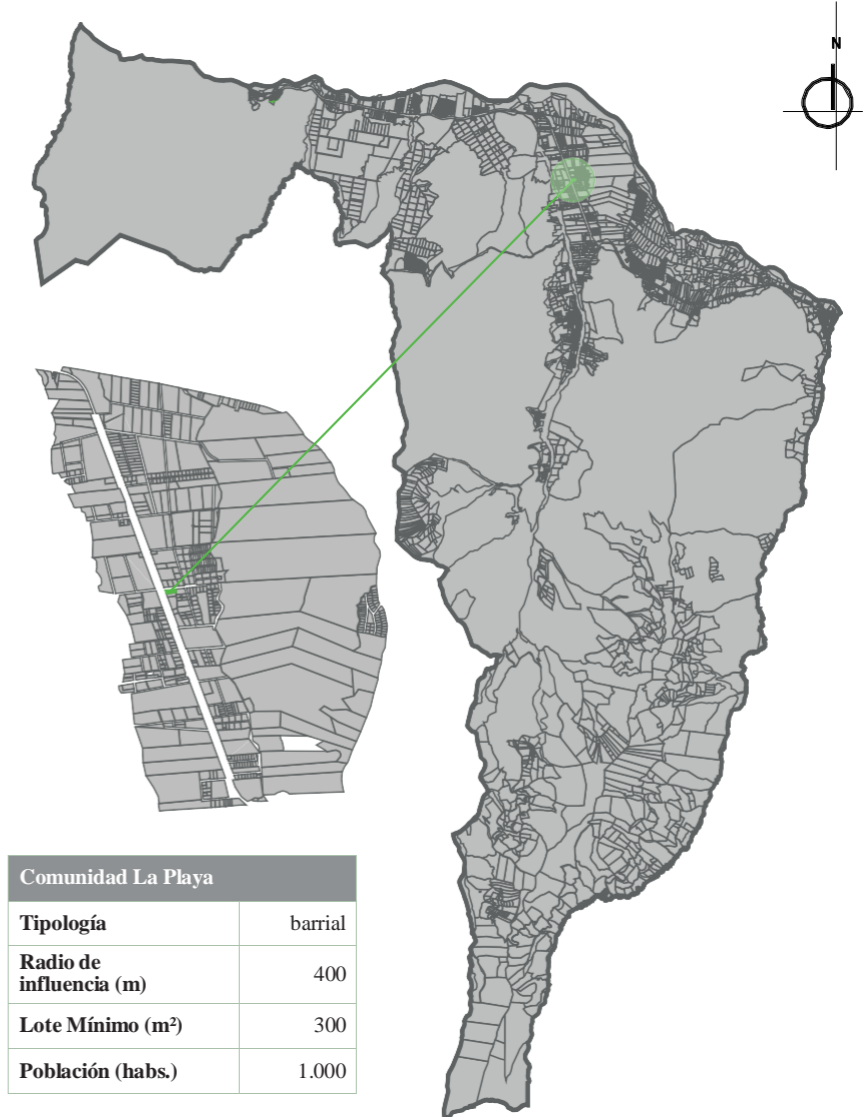 N
Comunidad La Playa
Tipología barrial
Radio de
influencia (m) 400
Lote Mínimo (m²) 300
Población (habs.) 1.000